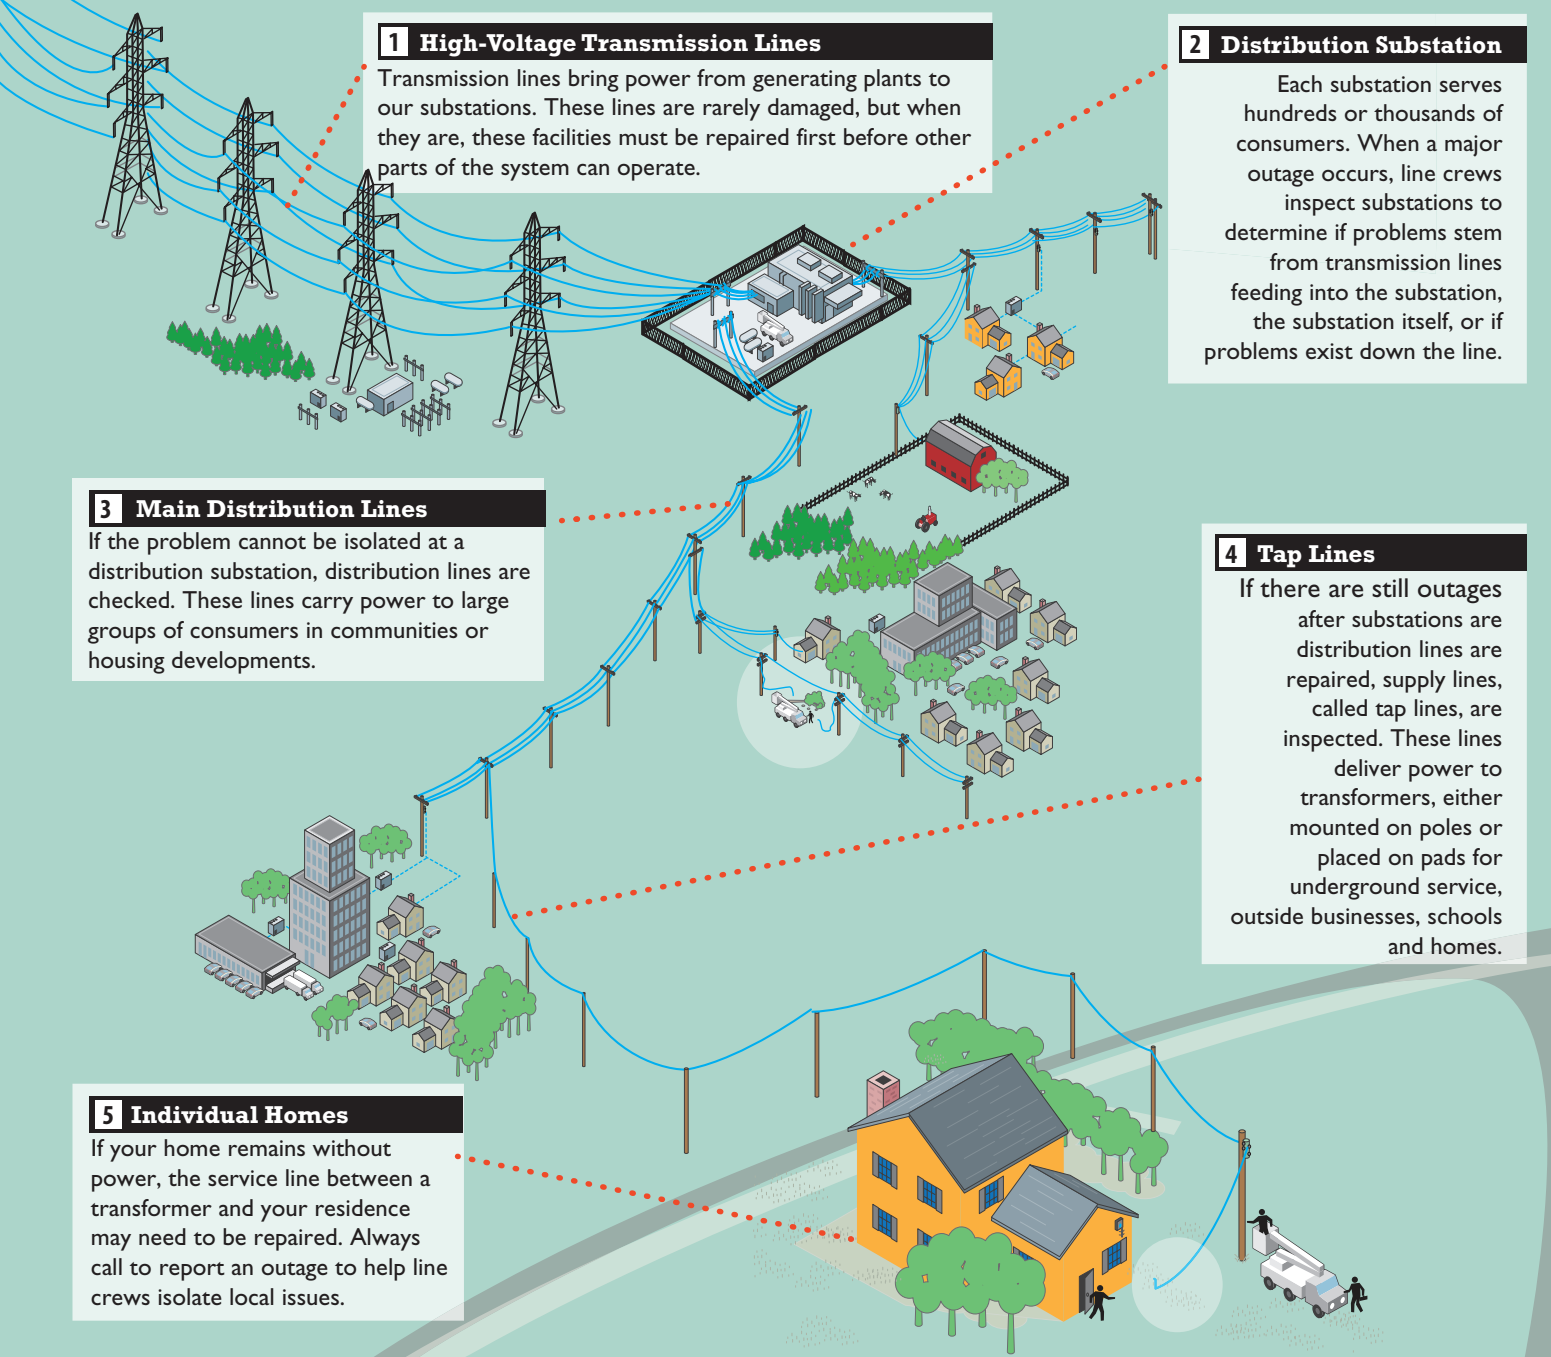 1 High-Voltage Transmission Lines
Transmission lines bring power from generating plants to
our substations. These lines are rarely damaged, but when
they are, these facilities must be repaired first before other
parts of the system can operate.
2 Distribution Substation
Each substation serves
hundreds or thousands of
consumers. When a major
outage occurs, line crews
inspect substations to
determine if problems stem
from transmission lines
feeding into the substation,
the substation itself, or if
problems exist down the line.
3 Main Distribution Lines
If the problem cannot be isolated at a
distribution substation, distribution lines are
checked. These lines carry power to large
groups of consumers in communities or
housing developments.
4 Tap Lines
If there are still outages
after substations are
distribution lines are
repaired, supply lines,
called tap lines, are
inspected. These lines
deliver power to
transformers, either
mounted on poles or
placed on pads for
underground service,
outside businesses, schools
and homes.
5 Individual Homes
If your home remains without
power, the service line between a
transformer and your residence
may need to be repaired. Always
call to report an outage to help line
crews isolate local issues.